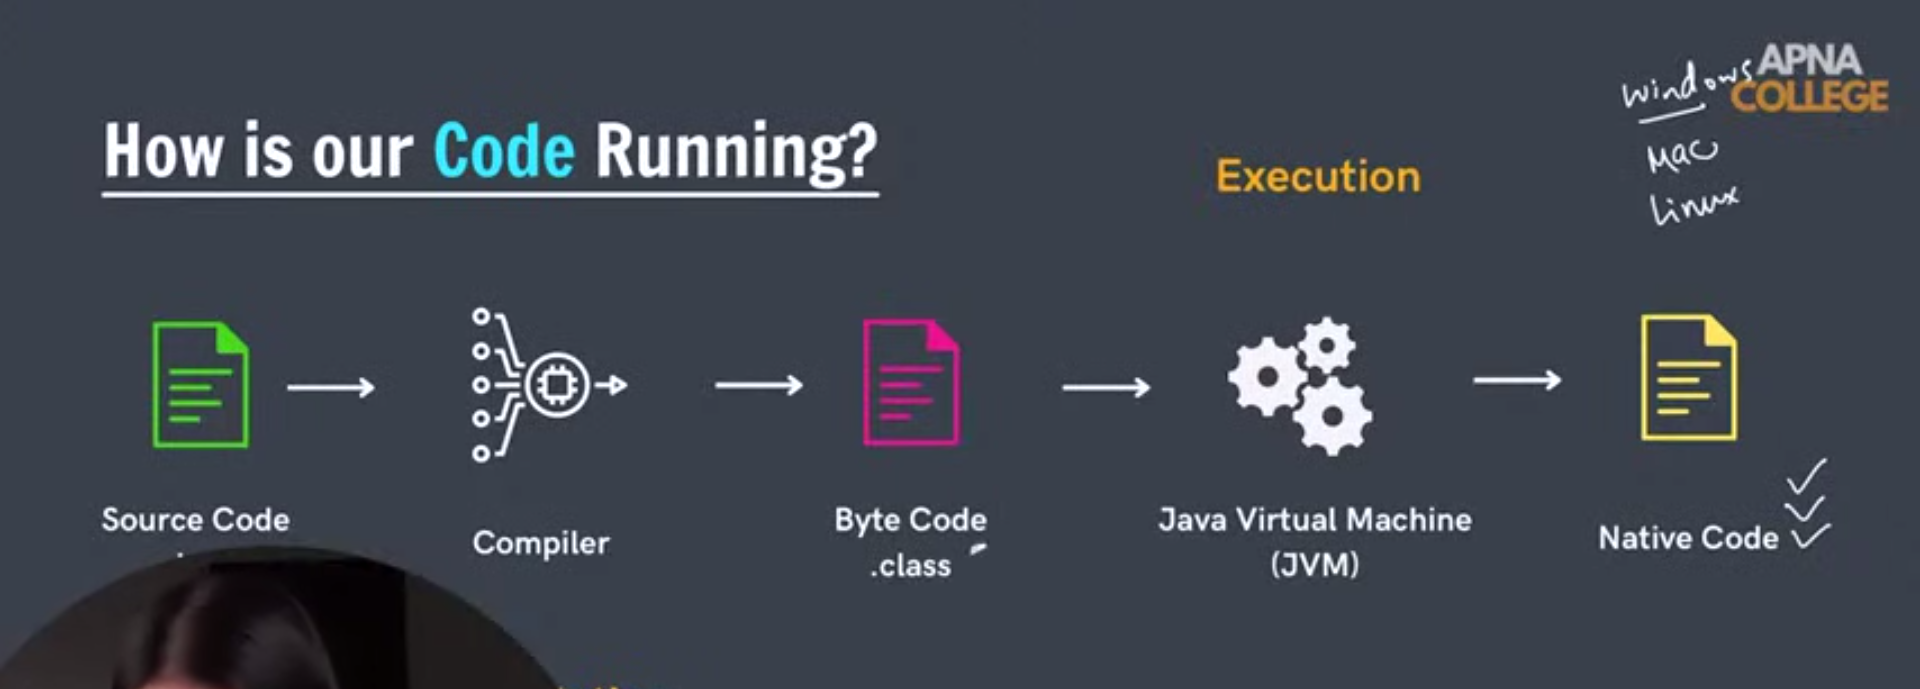 Windows
APNA
COLLEGE
How is our Code Running?
Execution
Mac
Linux
Source Code
Compiler
Byte Code
.class
Java Virtual Machine
(JVM)
Native Code